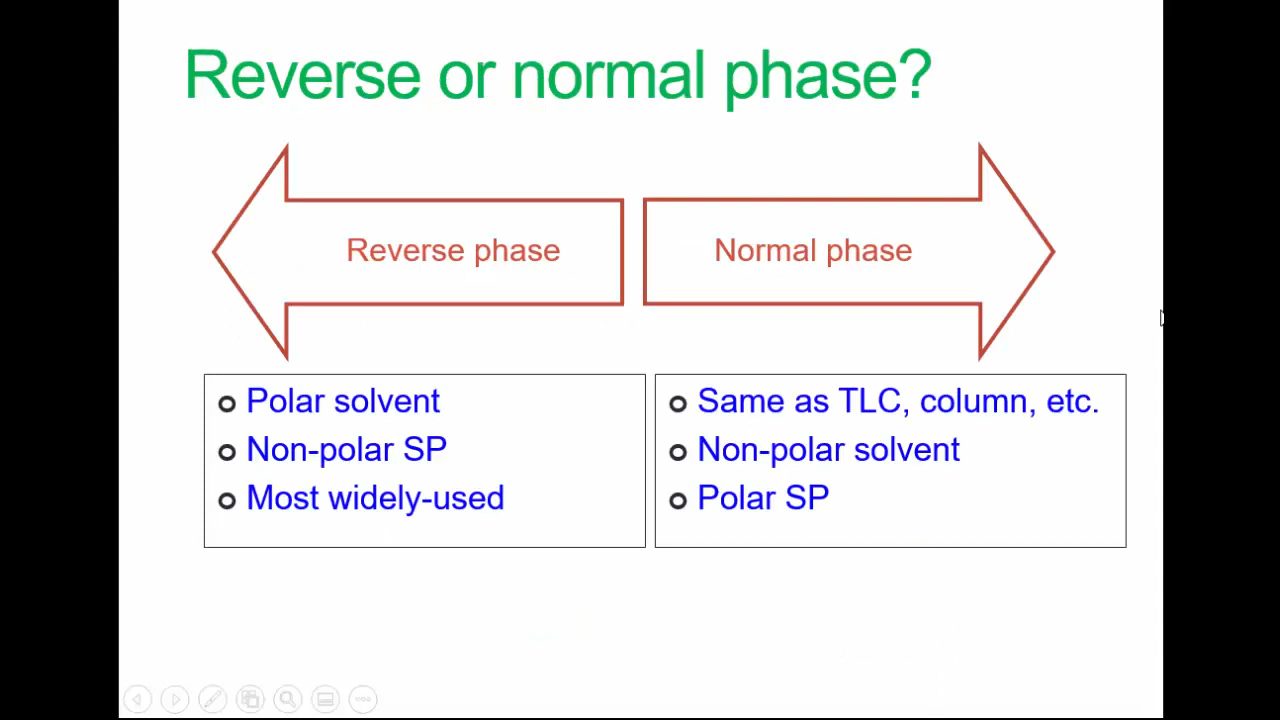 Reverse or normal phase?
Reverse phase
Normal phase
Polar solvent
Non-polar SP
Most widely-used
Same as TLC, column, etc.
Non-polar solvent
Polar SP